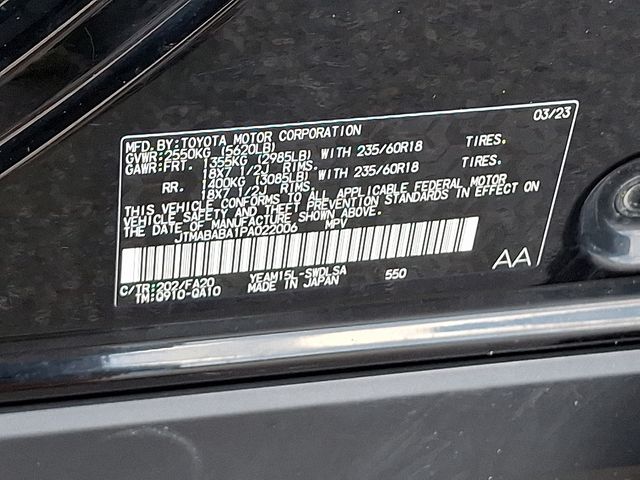 03/23
MFD. BY:TOYOTA MOTOR CORPORATION
GVWR:2550KG (5620LB)
GAWR:FRT. 1355KG (2985LB) WITH 235/60R18 TIRES.
18X7 1/2J RIMS.
RR. 1400KG (3085LB) WITH 235/60R18 TIRES.
18X7 1/2J RIMS.
THIS VEHICLE CONFORMS TO ALL APPLICABLE FEDERAL MOTOR
VEHICLE SAFETY AND THEFT PREVENTION STANDARDS IN EFFECT ON
THE DATE OF MANUFACTURE SHOWN ABOVE.
JTMABABA1PA022006 MPV
C/TR:202/FA20 YEAM15L-SWDLSA 550 AA
TM:0910-QA10 MADE IN JAPAN